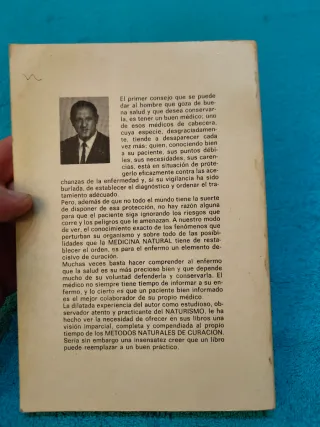 El primer consejo que se puede
dar al hombre que goza de bue-
na salud y que desea conservar-
la, es tener un buen médico; uno
de esos médicos de cabecera,
cuya especie, desgraciadamen-
te, tiende a desaparecer cada
vez más: quien, conociendo bien
a su paciente, sus puntos débi-
les, sus necesidades, sus caren-
cias, está en situación de prote-
gerlo eficazmente contra las ace-
chanzas de la enfermedad y, si su vigilancia ha sido
burlada, de establecer el diagnóstico y ordenar el tra-
tamiento adecuado.
Pero, además de que no todo el mundo tiene la suerte
de disponer de esa protección, no hay razón alguna
para que el paciente siga ignorando los riesgos que
corre y los peligros que le amenazan. A nuestro modo
de ver, el conocimiento exacto de los fenómenos que
perturban su organismo y sobre todo de las posibi-
lidades que la MEDICINA NATURAL tiene de resta-
blecer el orden, es para el enfermo un elemento de-
cisivo de curación.
Muchas veces basta hacer comprender al enfermo
que la salud es su más precioso bien y que depende
mucho de su voluntad defenderla y conservarla. El
médico no siempre tiene tiempo de informar a su en-
fermo, y lo cierto es que un paciente bien informado
es el mejor colaborador de su propio médico.
La dilatada experiencia del autor como estudioso,
observador atento y practicante del NATURISMO, le ha
hecho ver la necesidad de ofrecer en sus libros una
visión imparcial, completa y compendiada al propio
tiempo de los METODOS NATURALES DE CURACIÓN.
Sería sin embargo una insensatez creer que un libro
puede reemplazar a un buen práctico.